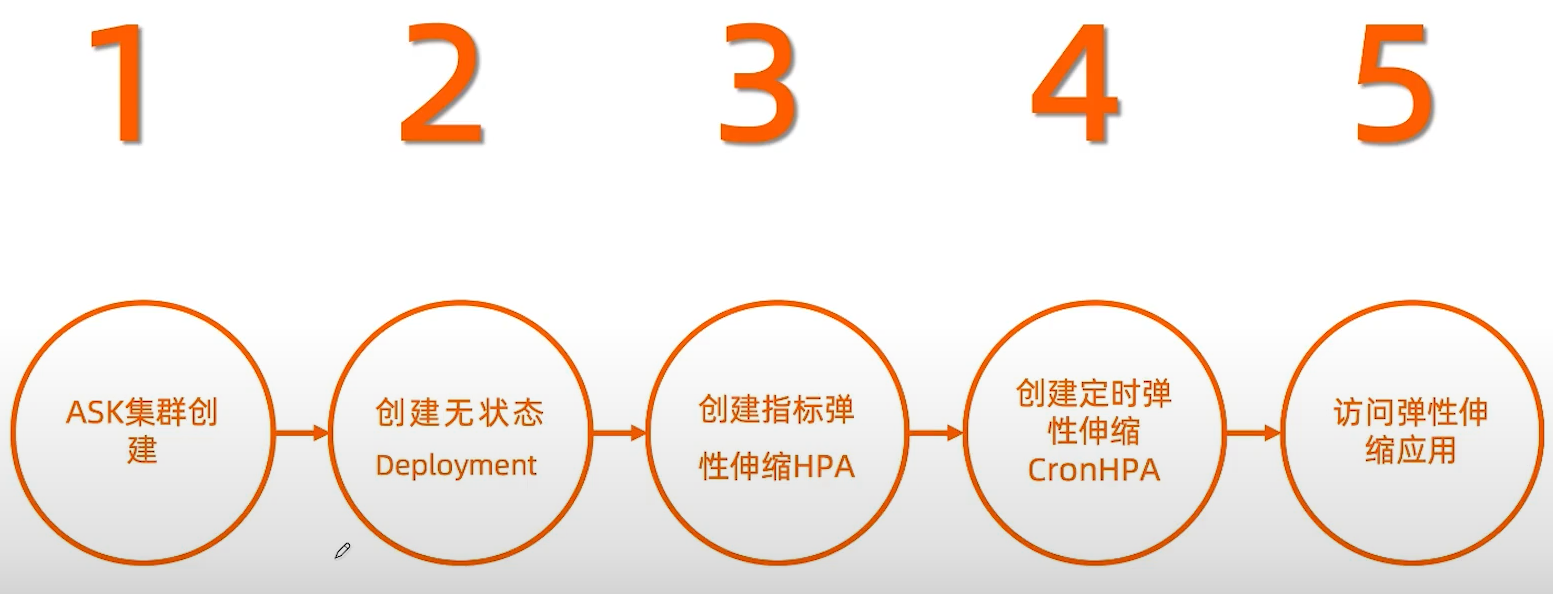 1
2
3
4
5
ASK集群创
建
创建无状态
Deployment
创建指标弹
性伸缩HPA
创建定时弹
性伸缩
CronHPA
访问弹性伸
缩应用